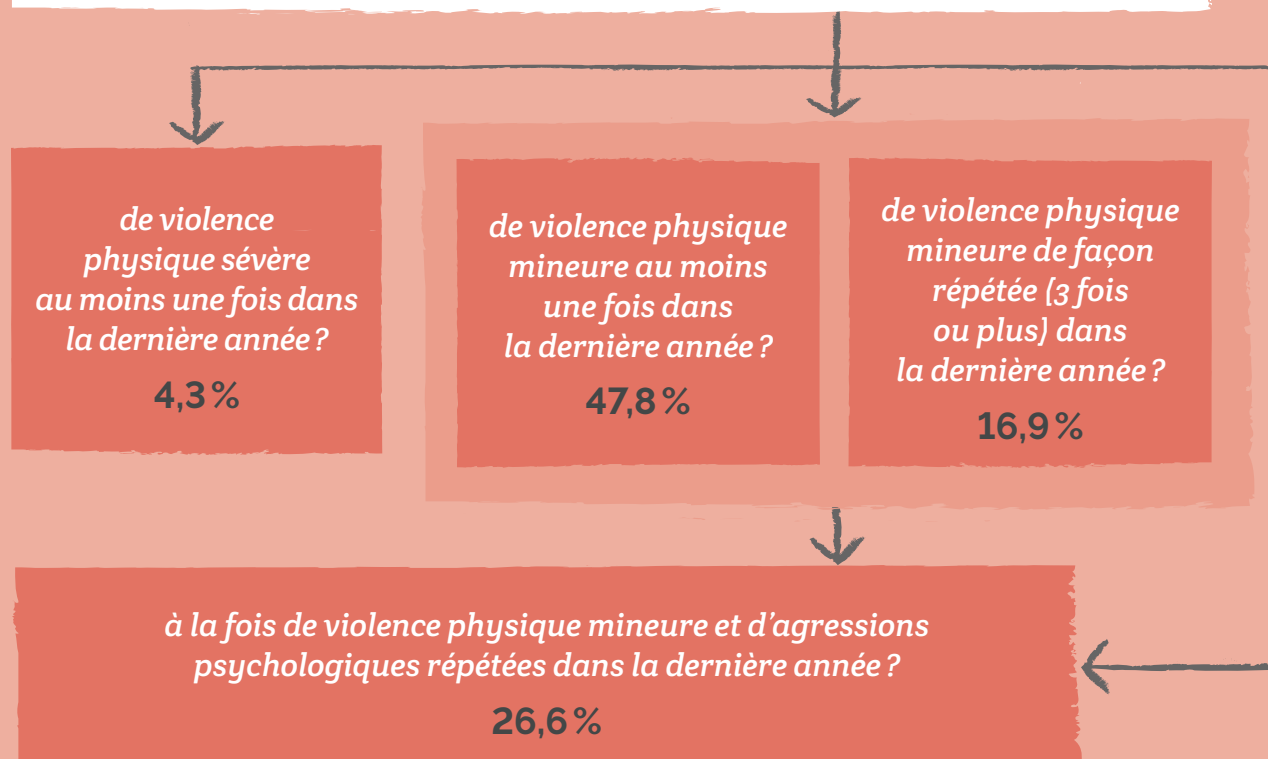 de violence
physique sévère
au moins une fois dans
la dernière année ?
4,3 %
de violence physique
mineure au moins
une fois dans
la dernière année ?
47,8 %
de violence physique
mineure de façon
répétée (3 fois
ou plus) dans
la dernière année ?
16,9 %
à la fois de violence physique mineure et d’agressions
psychologiques répétées dans la dernière année ?
26,6 %